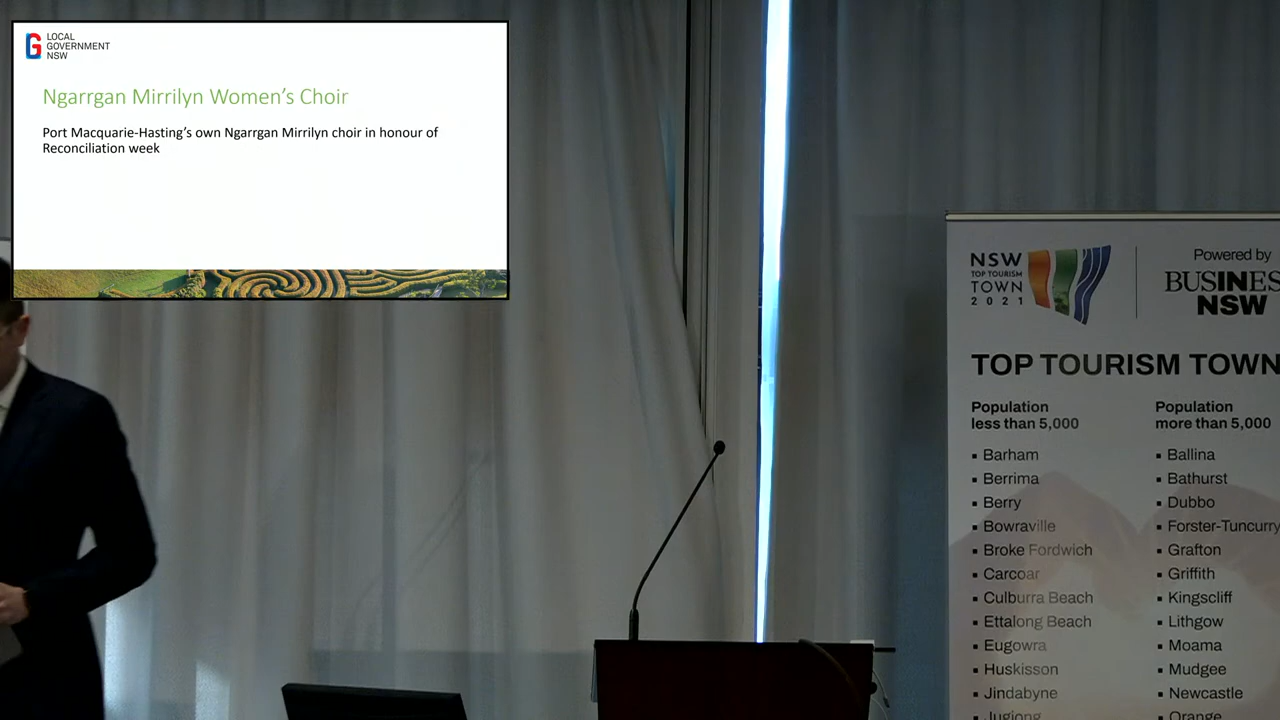 LOCAL
GOVERNMENT
NSW
Ngarrgan Mirrilyn Women's Choir
Port Macquarie-Hasting's own Ngarrgan Mirrilyn choir in honour of
Reconciliation week
NSW
TOP TOURISM
TOWN
2021
Powered by
BUSINES
NSW
TOP TOURISM TOWN
Population
less than 5,000
▪ Barham
▪ Berrima
▪ Berry
▪ Bowraville
▪ Broke Fordwich
▪ Carcoar
▪ Culburra Beach
▪ Ettalong Beach
▪ Eugowra
▪ Huskisson
▪ Jindabyne
▪ Jugiong
Population
more than 5,000
▪ Ballina
▪ Bathurst
▪ Dubbo
▪ Forster-Tuncurry
▪ Grafton
▪ Griffith
▪ Kingscliff
▪ Lithgow
▪ Moama
▪ Mudgee
▪ Newcastle
▪ Orange